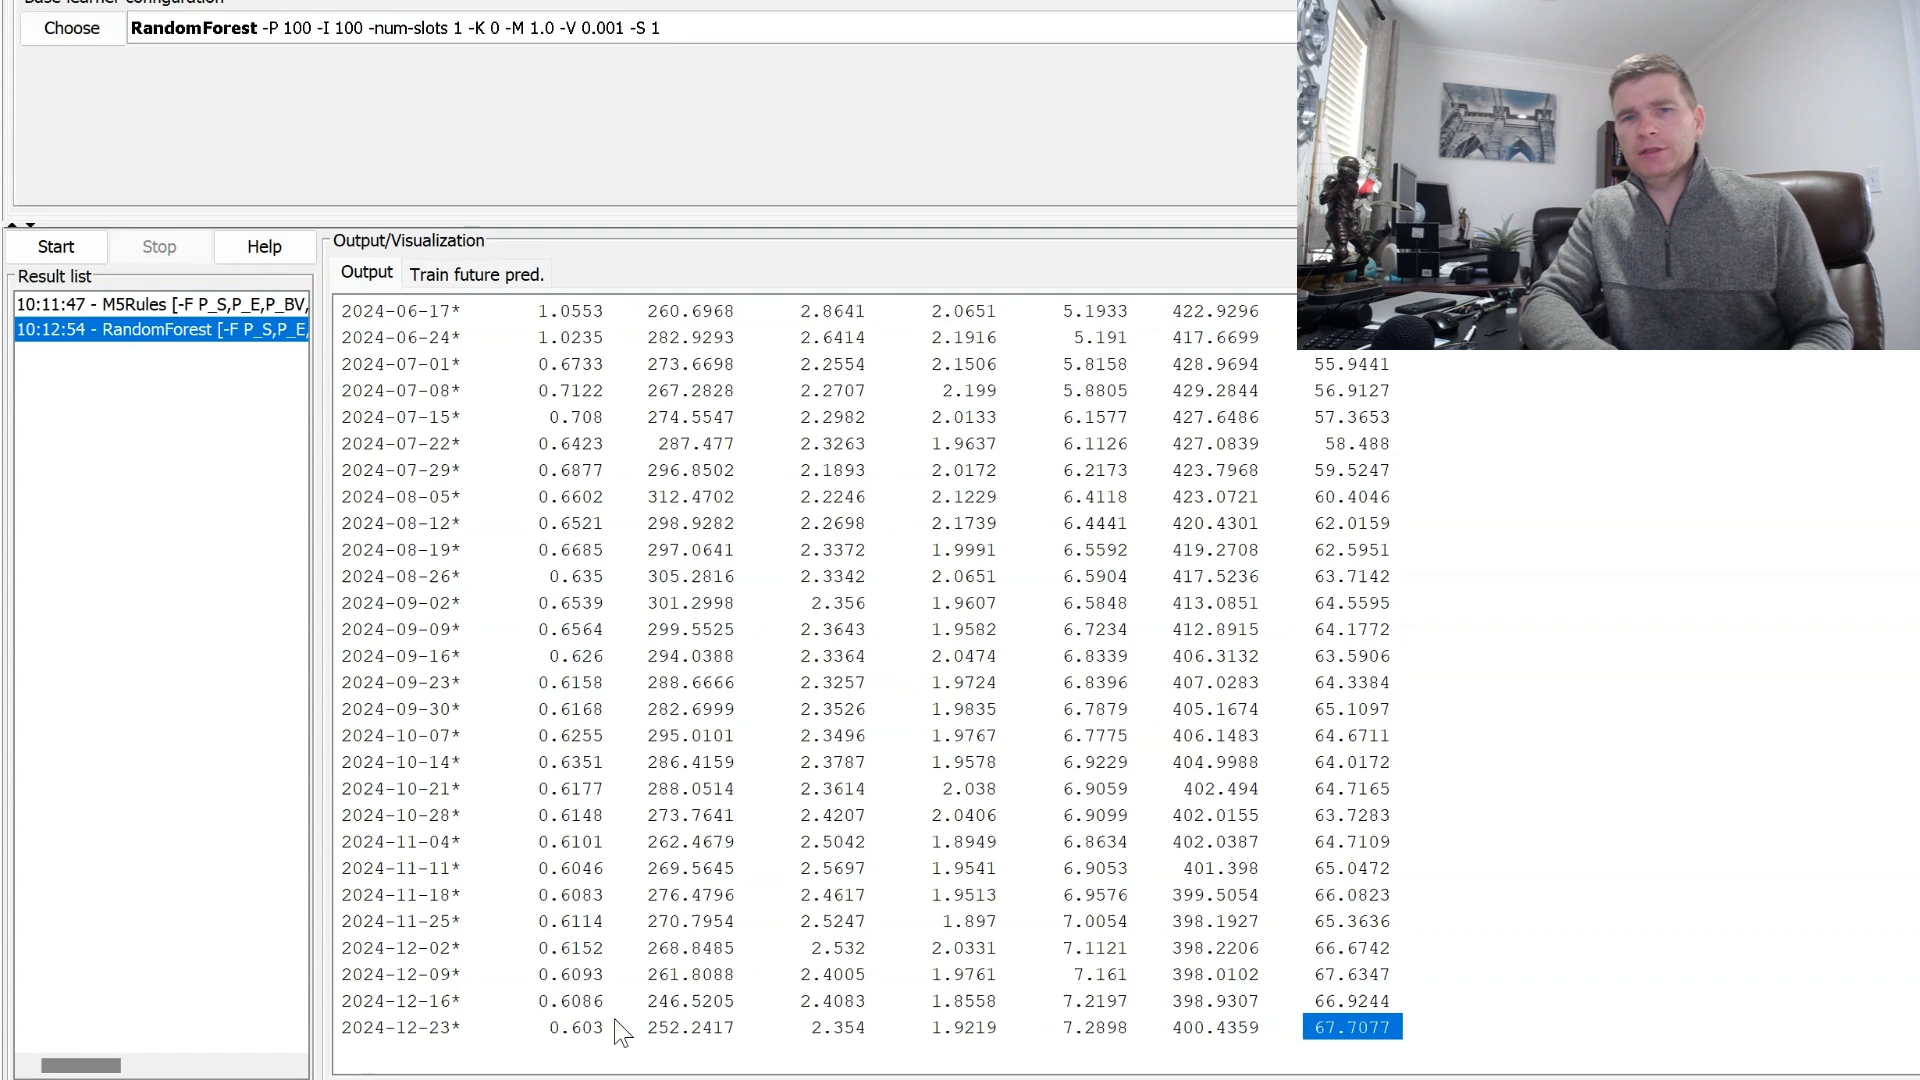 Base learner configuration
Choose RandomForest -P 100 -I 100 -num-slots 1 -K 0 -M 1.0 -V 0.001 -S 1
Start Stop Help
Result list
10:11:47 - M5Rules [-F P_S,P_E,P_BV,
10:12:54 - RandomForest [-F P_S,P_E,
Output/Visualization
Output Train future pred.
2024-06-17* 1.0553 260.6968 2.8641 2.0651 5.1933 422.9296
2024-06-24* 1.0235 282.9293 2.6414 2.1916 5.191 417.6699
2024-07-01* 0.6733 273.6698 2.2554 2.1506 5.8158 428.9694 55.9441
2024-07-08* 0.7122 267.2828 2.2707 2.199 5.8805 429.2844 56.9127
2024-07-15* 0.708 274.5547 2.2982 2.0133 6.1577 427.6486 57.3653
2024-07-22* 0.6423 287.477 2.3263 1.9637 6.1126 427.0839 58.488
2024-07-29* 0.6877 296.8502 2.1893 2.0172 6.2173 423.7968 59.5247
2024-08-05* 0.6602 312.4702 2.2246 2.1229 6.4118 423.0721 60.4046
2024-08-12* 0.6521 298.9282 2.2698 2.1739 6.4441 420.4301 62.0159
2024-08-19* 0.6685 297.0641 2.3372 1.9991 6.5592 419.2708 62.5951
2024-08-26* 0.635 305.2816 2.3342 2.0651 6.5904 417.5236 63.7142
2024-09-02* 0.6539 301.2998 2.356 1.9607 6.5848 413.0851 64.5595
2024-09-09* 0.6564 299.5525 2.3643 1.9582 6.7234 412.8915 64.1772
2024-09-16* 0.626 294.0388 2.3364 2.0474 6.8339 406.3132 63.5906
2024-09-23* 0.6158 288.6666 2.3257 1.9724 6.8396 407.0283 64.3384
2024-09-30* 0.6168 282.6999 2.3526 1.9835 6.7879 405.1674 65.1097
2024-10-07* 0.6255 295.0101 2.3496 1.9767 6.7775 406.1483 64.6711
2024-10-14* 0.6351 286.4159 2.3787 1.9578 6.9229 404.9988 64.0172
2024-10-21* 0.6177 288.0514 2.3614 2.038 6.9059 402.494 64.7165
2024-10-28* 0.6148 273.7641 2.4207 2.0406 6.9099 402.0155 63.7283
2024-11-04* 0.6101 262.4679 2.5042 1.8949 6.8634 402.0387 64.7109
2024-11-11* 0.6046 269.5645 2.5697 1.9541 6.9053 401.398 65.0472
2024-11-18* 0.6083 276.4796 2.4617 1.9513 6.9576 399.5054 66.0823
2024-11-25* 0.6114 270.7954 2.5247 1.897 7.0054 398.1927 65.3636
2024-12-02* 0.6152 268.8485 2.532 2.0331 7.1121 398.2206 66.6742
2024-12-09* 0.6093 261.8088 2.4005 1.9761 7.161 398.0102 67.6347
2024-12-16* 0.6086 246.5205 2.4083 1.8558 7.2197 398.9307 66.9244
2024-12-23* 0.603 252.2417 2.354 1.9219 7.2898 400.4359 67.7077